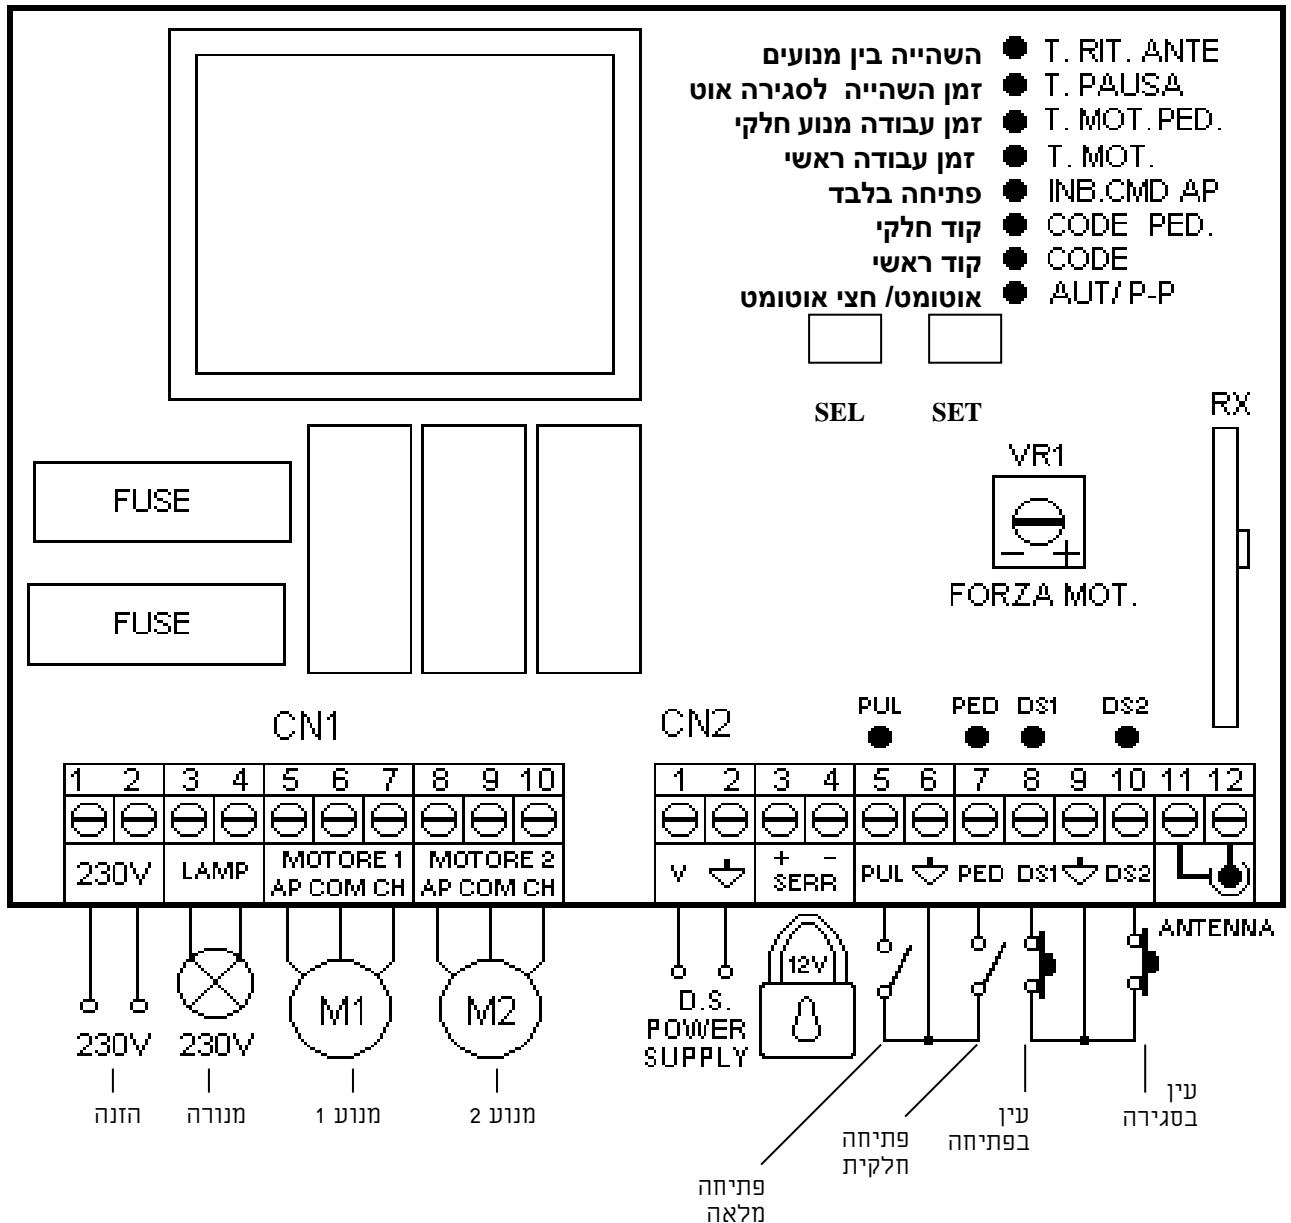 השהייה בין מנועים T. RIT. ANTE
זמן השהייה לסגירה אוט T. PAUSA
זמן עבודה מנוע חלקי T. MOT. PED.
זמן עבודה ראשי T. MOT.
פתיחה בלבד INB.CMD AP
קוד חלקי CODE PED.
קוד ראשי CODE
אוטומט/ חצי אוטומט AUT/ P-P
SEL SET
RX
VR1
- +
FORZA MOT.
FUSE
FUSE
PUL PED DS1 DS2
CN1 CN2
1 2 3 4 5 6 7 8 9 10
1 2 3 4 5 6 7 8 9 10 11 12
230V LAMP
MOTORE 1
AP COM CH
MOTORE 2
AP COM CH
V
+ -
SERR
PUL PED DS1 DS2
ANTENNA
12V
M1 M2
230V 230V
D.S.
POWER
SUPPLY
הזנה
מנורה
מנוע 1
מנוע 2
פתיחה
מלאה
פתיחה
חלקית
עין
בפתיחה
עין
בסגירה